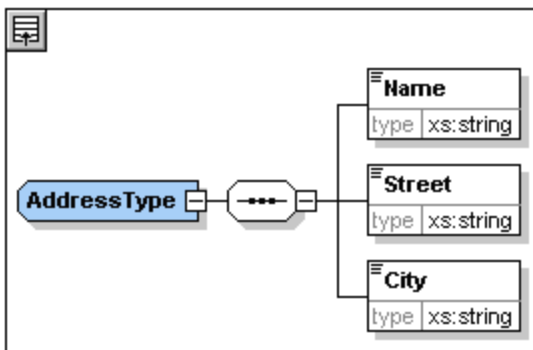 Name
type xs:string
AddressType
Street
type xs:string
City
type xs:string